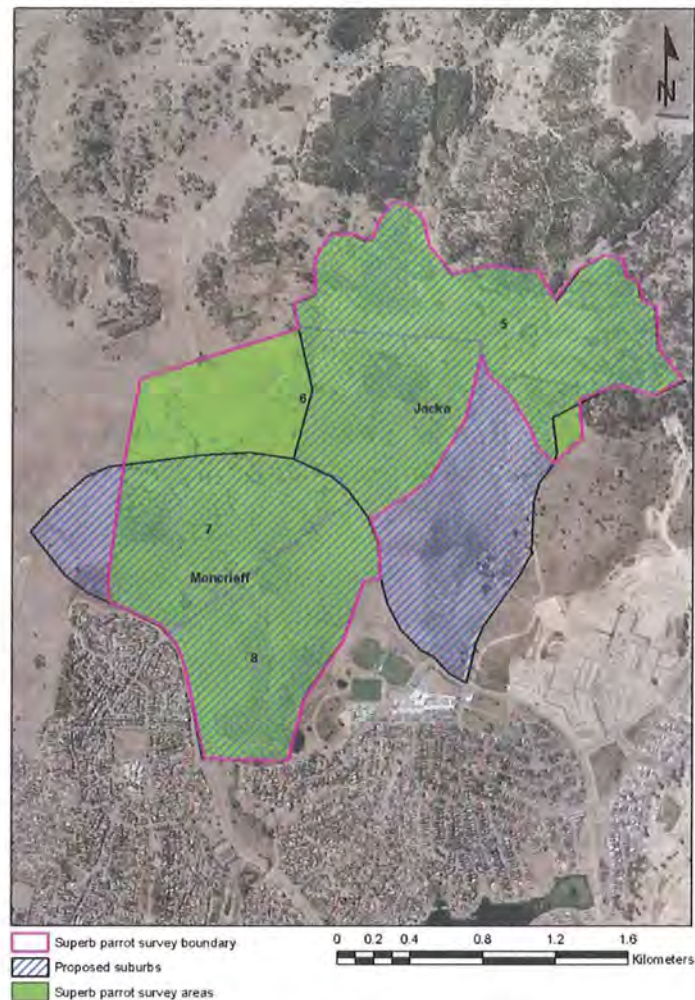 N
5
6
Jacka
7
Moncrieff
8
Superb parrot survey boundary
Proposed suburbs
Superb parrot survey areas
0 0.2 0.4 0.8 1.2 1.6
Kilometers